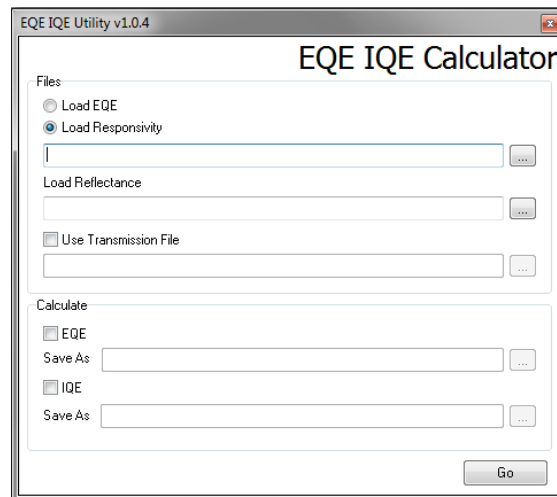 EQE IQE Utility v1.0.4
EQE IQE Calculator
Files
Load EQE
Load Responsivity
...
Load Reflectance
...
Use Transmission File
...
Calculate
EQE
Save As
...
IQE
Save As
...
Go